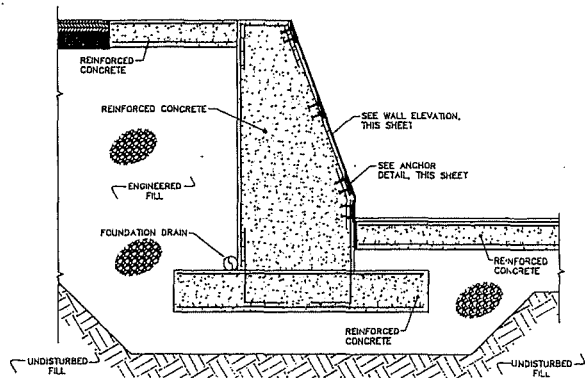 REINFORCED
CONCRETE
REINFORCED CONCRETE
SEE WALL ELEVATION,
THIS SHEET
SEE ANCHOR
DETAIL, THIS SHEET
ENGINEERED
FILL
FOUNDATION DRAIN
REINFORCED
CONCRETE
REINFORCED
CONCRETE
UNDISTURBED
FILL
UNDISTURBED
FILL